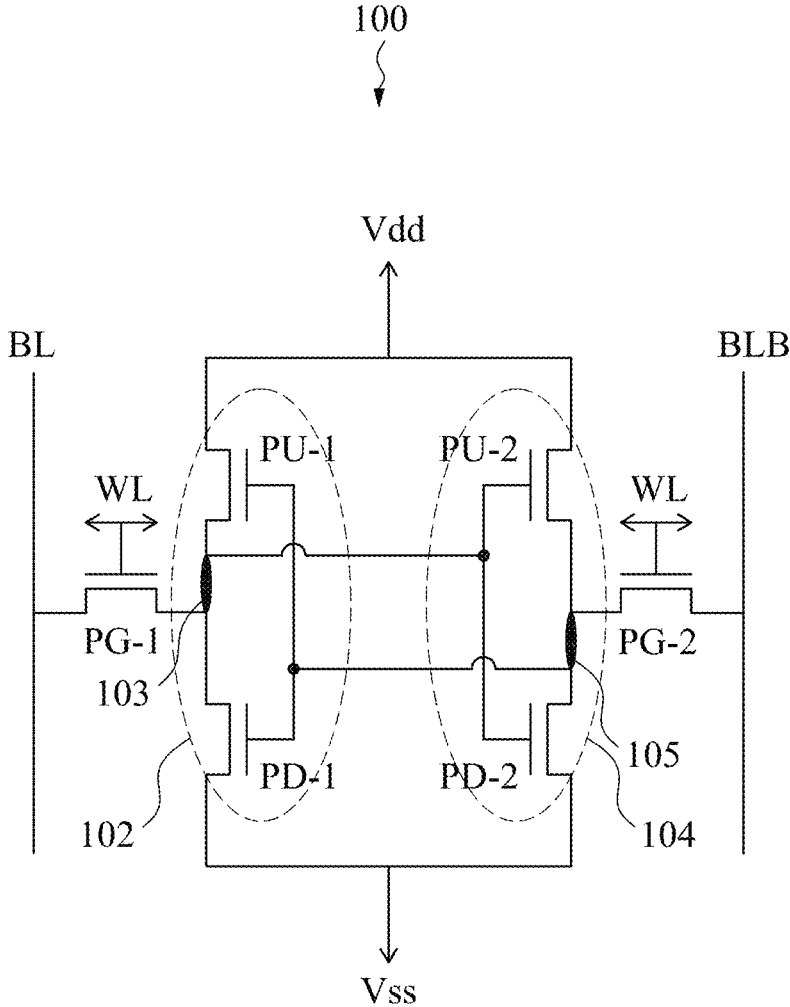 100
Vdd
BL
BLB
PU-1
PU-2
WL
WL
PG-1
PG-2
103
105
PD-1
PD-2
102
104
Vss